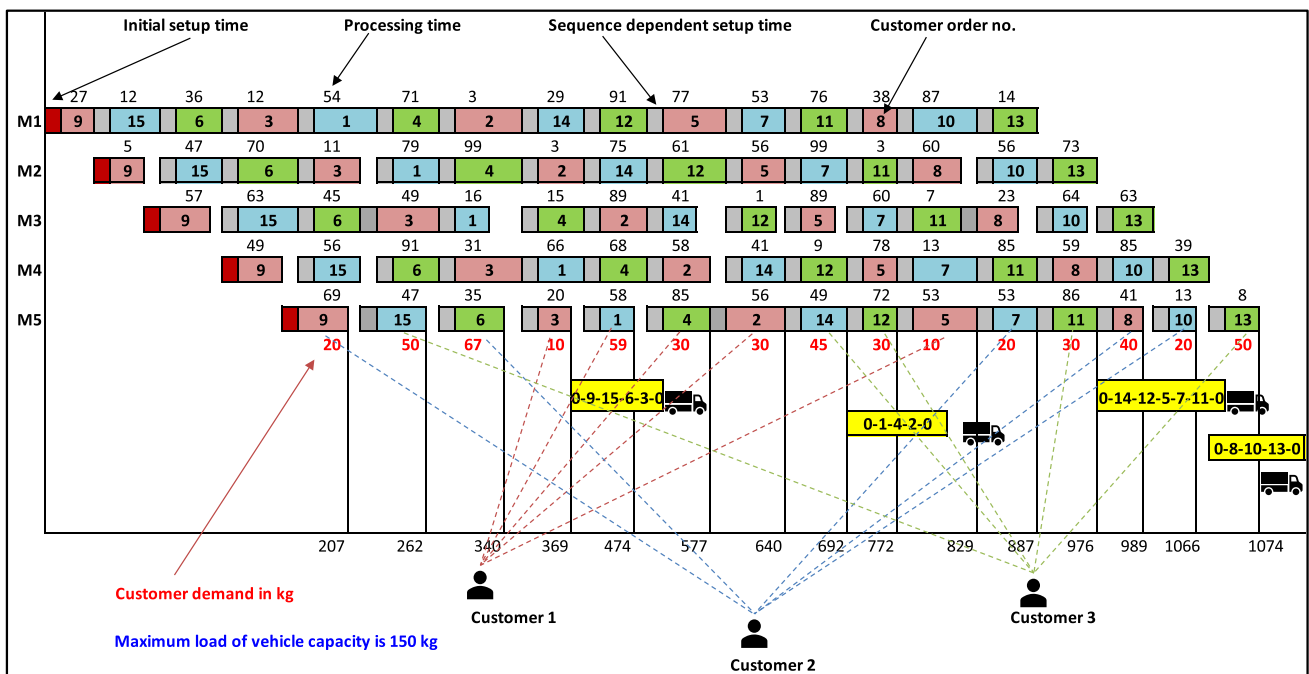 Initial setup time Processing time Sequence dependent setup time Customer order no.
27 12 36 12 54 71 3 29 91 77 53 76 38 87 14
M1 9 15 6 3 1 4 2 14 12 5 7 11 8 10 13
5 47 70 11 79 99 3 75 61 56 99 3 60 56 73
M2 9 15 6 3 1 4 2 14 12 5 7 11 8 10 13
57 63 45 49 16 15 89 41 1 89 60 7 23 64 63
M3 9 15 6 3 1 4 2 14 12 5 7 11 8 10 13
49 56 91 31 66 68 58 41 9 78 13 85 59 85 39
M4 9 15 6 3 1 4 2 14 12 5 7 11 8 10 13
69 47 35 20 58 85 56 49 72 53 53 86 41 13 8
M5 9 15 6 3 1 4 2 14 12 5 7 11 8 10 13
20 50 67 10 59 30 30 45 30 10 20 30 40 20 50
0-9-15-6-3-0 0-14-12-5-7-11-0
0-1-4-2-0
0-8-10-13-0
207 262 340 369 474 577 640 692 772 829 887 976 989 1066 1074
Customer demand in kg
Customer 1 Customer 3
Maximum load of vehicle capacity is 150 kg
Customer 2